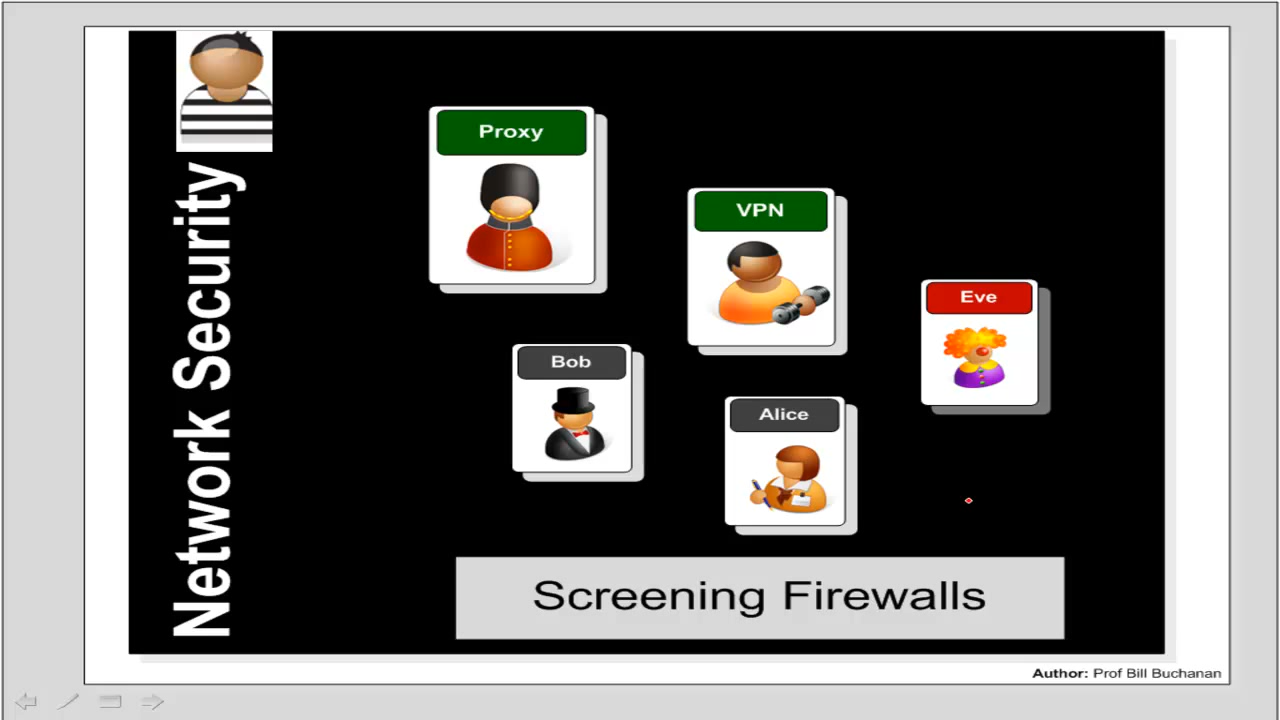 Network Security
Proxy
VPN
Eve
Bob
Alice
Screening Firewalls
Author: Prof Bill Buchanan